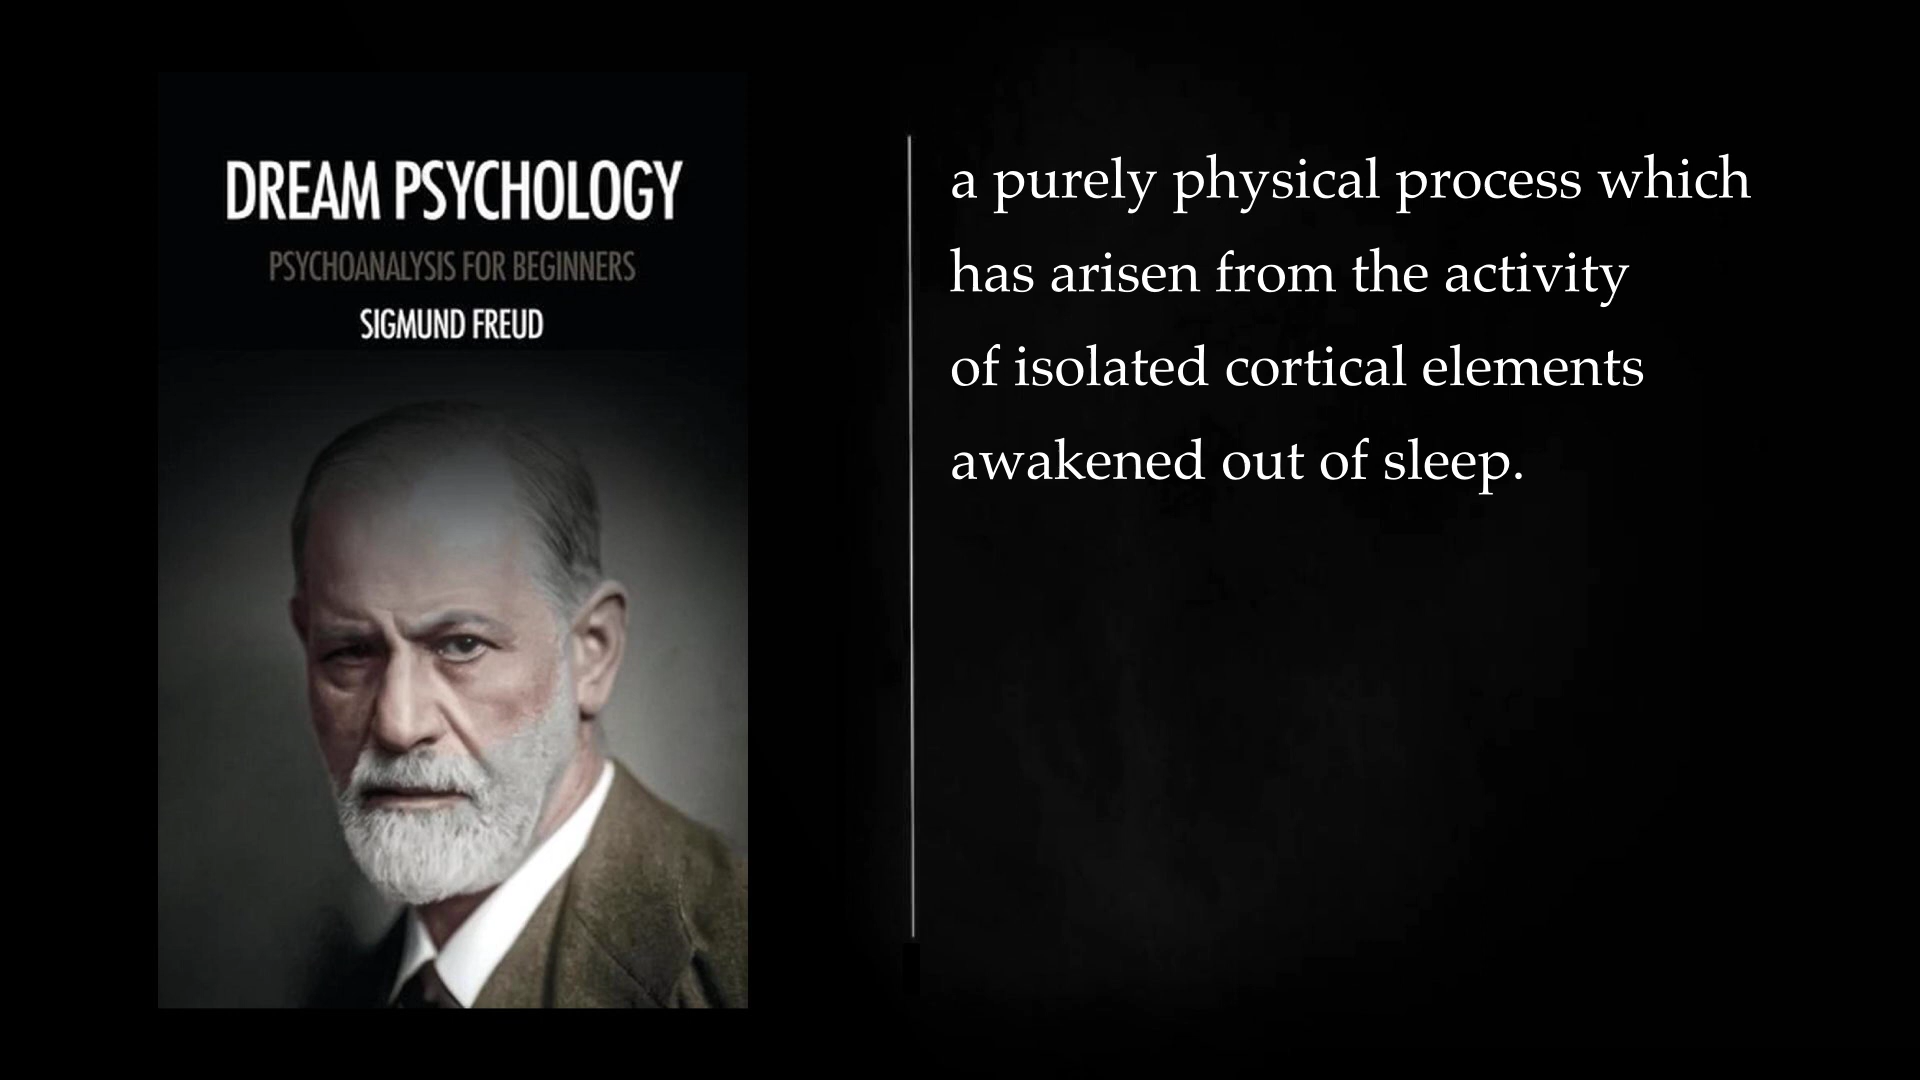 DREAM PSYCHOLOGY
PSYCHOANALYSIS FOR BEGINNERS
SIGMUND FREUD
a purely physical process which
has arisen from the activity
of isolated cortical elements
awakened out of sleep.